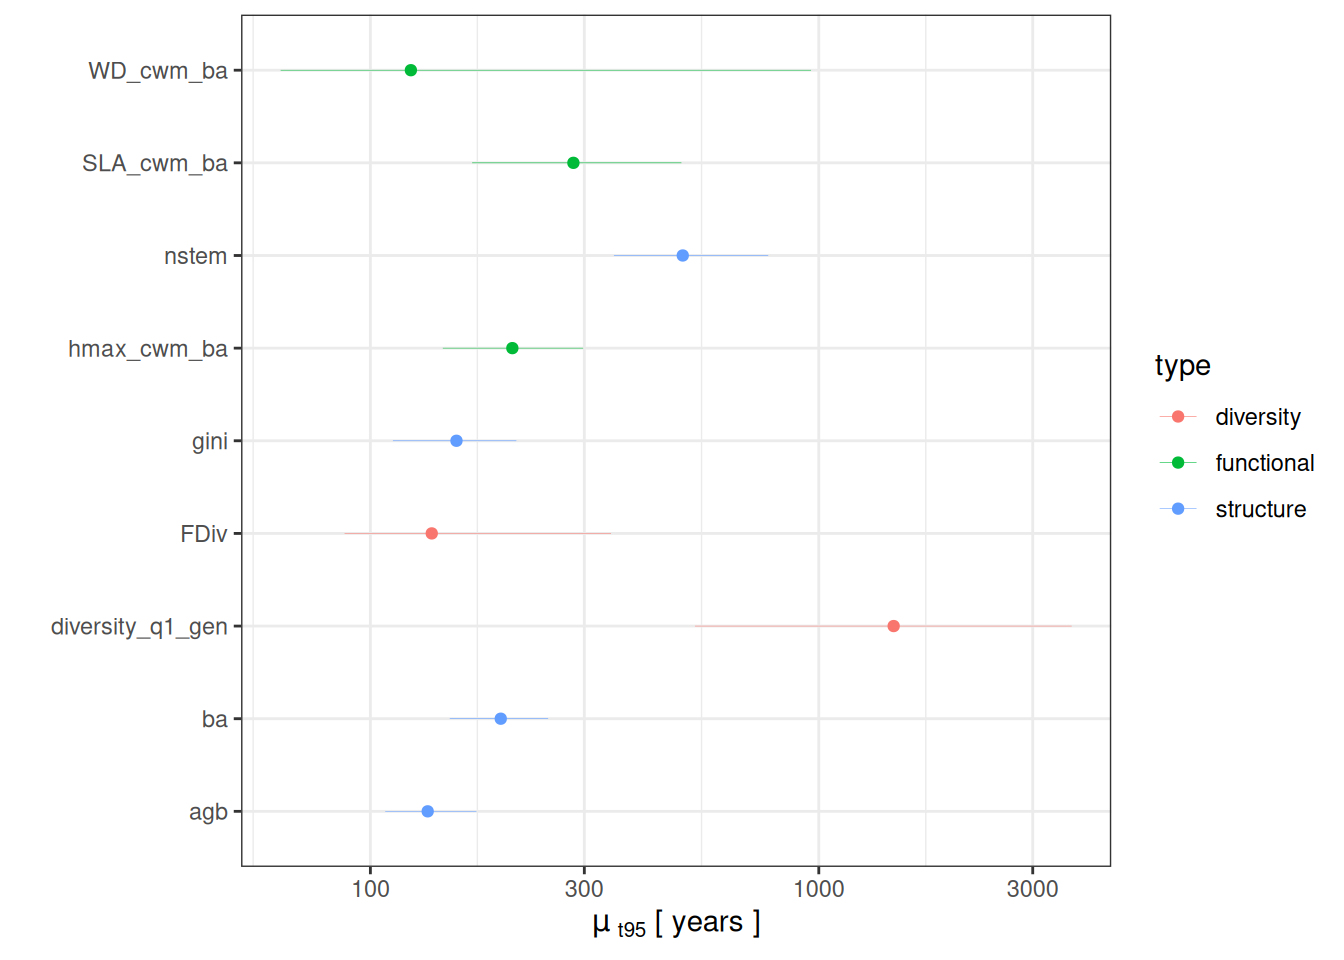 WD_cwm_ba
SLA_cwm_ba
nstem
hmax_cwm_ba
gini
FDiv
diversity_q1_gen
ba
agb
100 300 1000 3000
μ t95 [ years ]
type
diversity
functional
structure